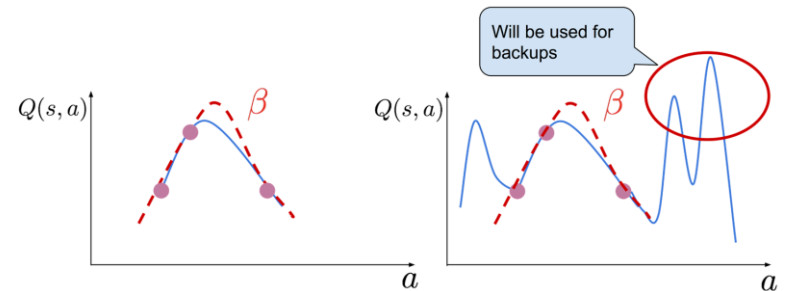 Will be used for
backups
Q(s, a)
β
a
Q(s, a)
β
a